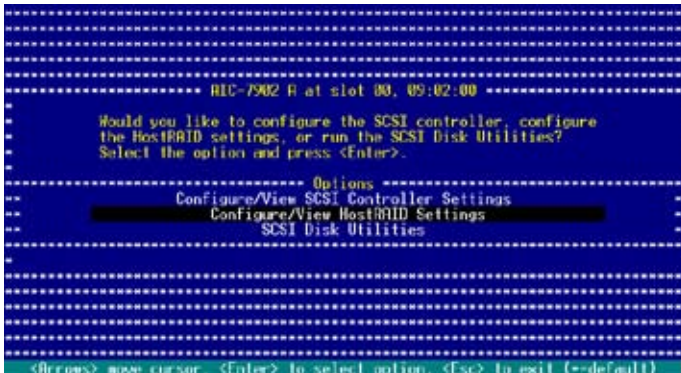 AIC-7902 A at slot 00, 09:02:00
Would you like to configure the SCSI controller, configure
the HostRAID settings, or run the SCSI Disk Utilities?
Select the option and press <Enter>.
Options
Configure/View SCSI Controller Settings
Configure/View HostRAID Settings
SCSI Disk Utilities
<Arrows> move cursor, <Enter> to select option, <Esc> to exit (*=default)